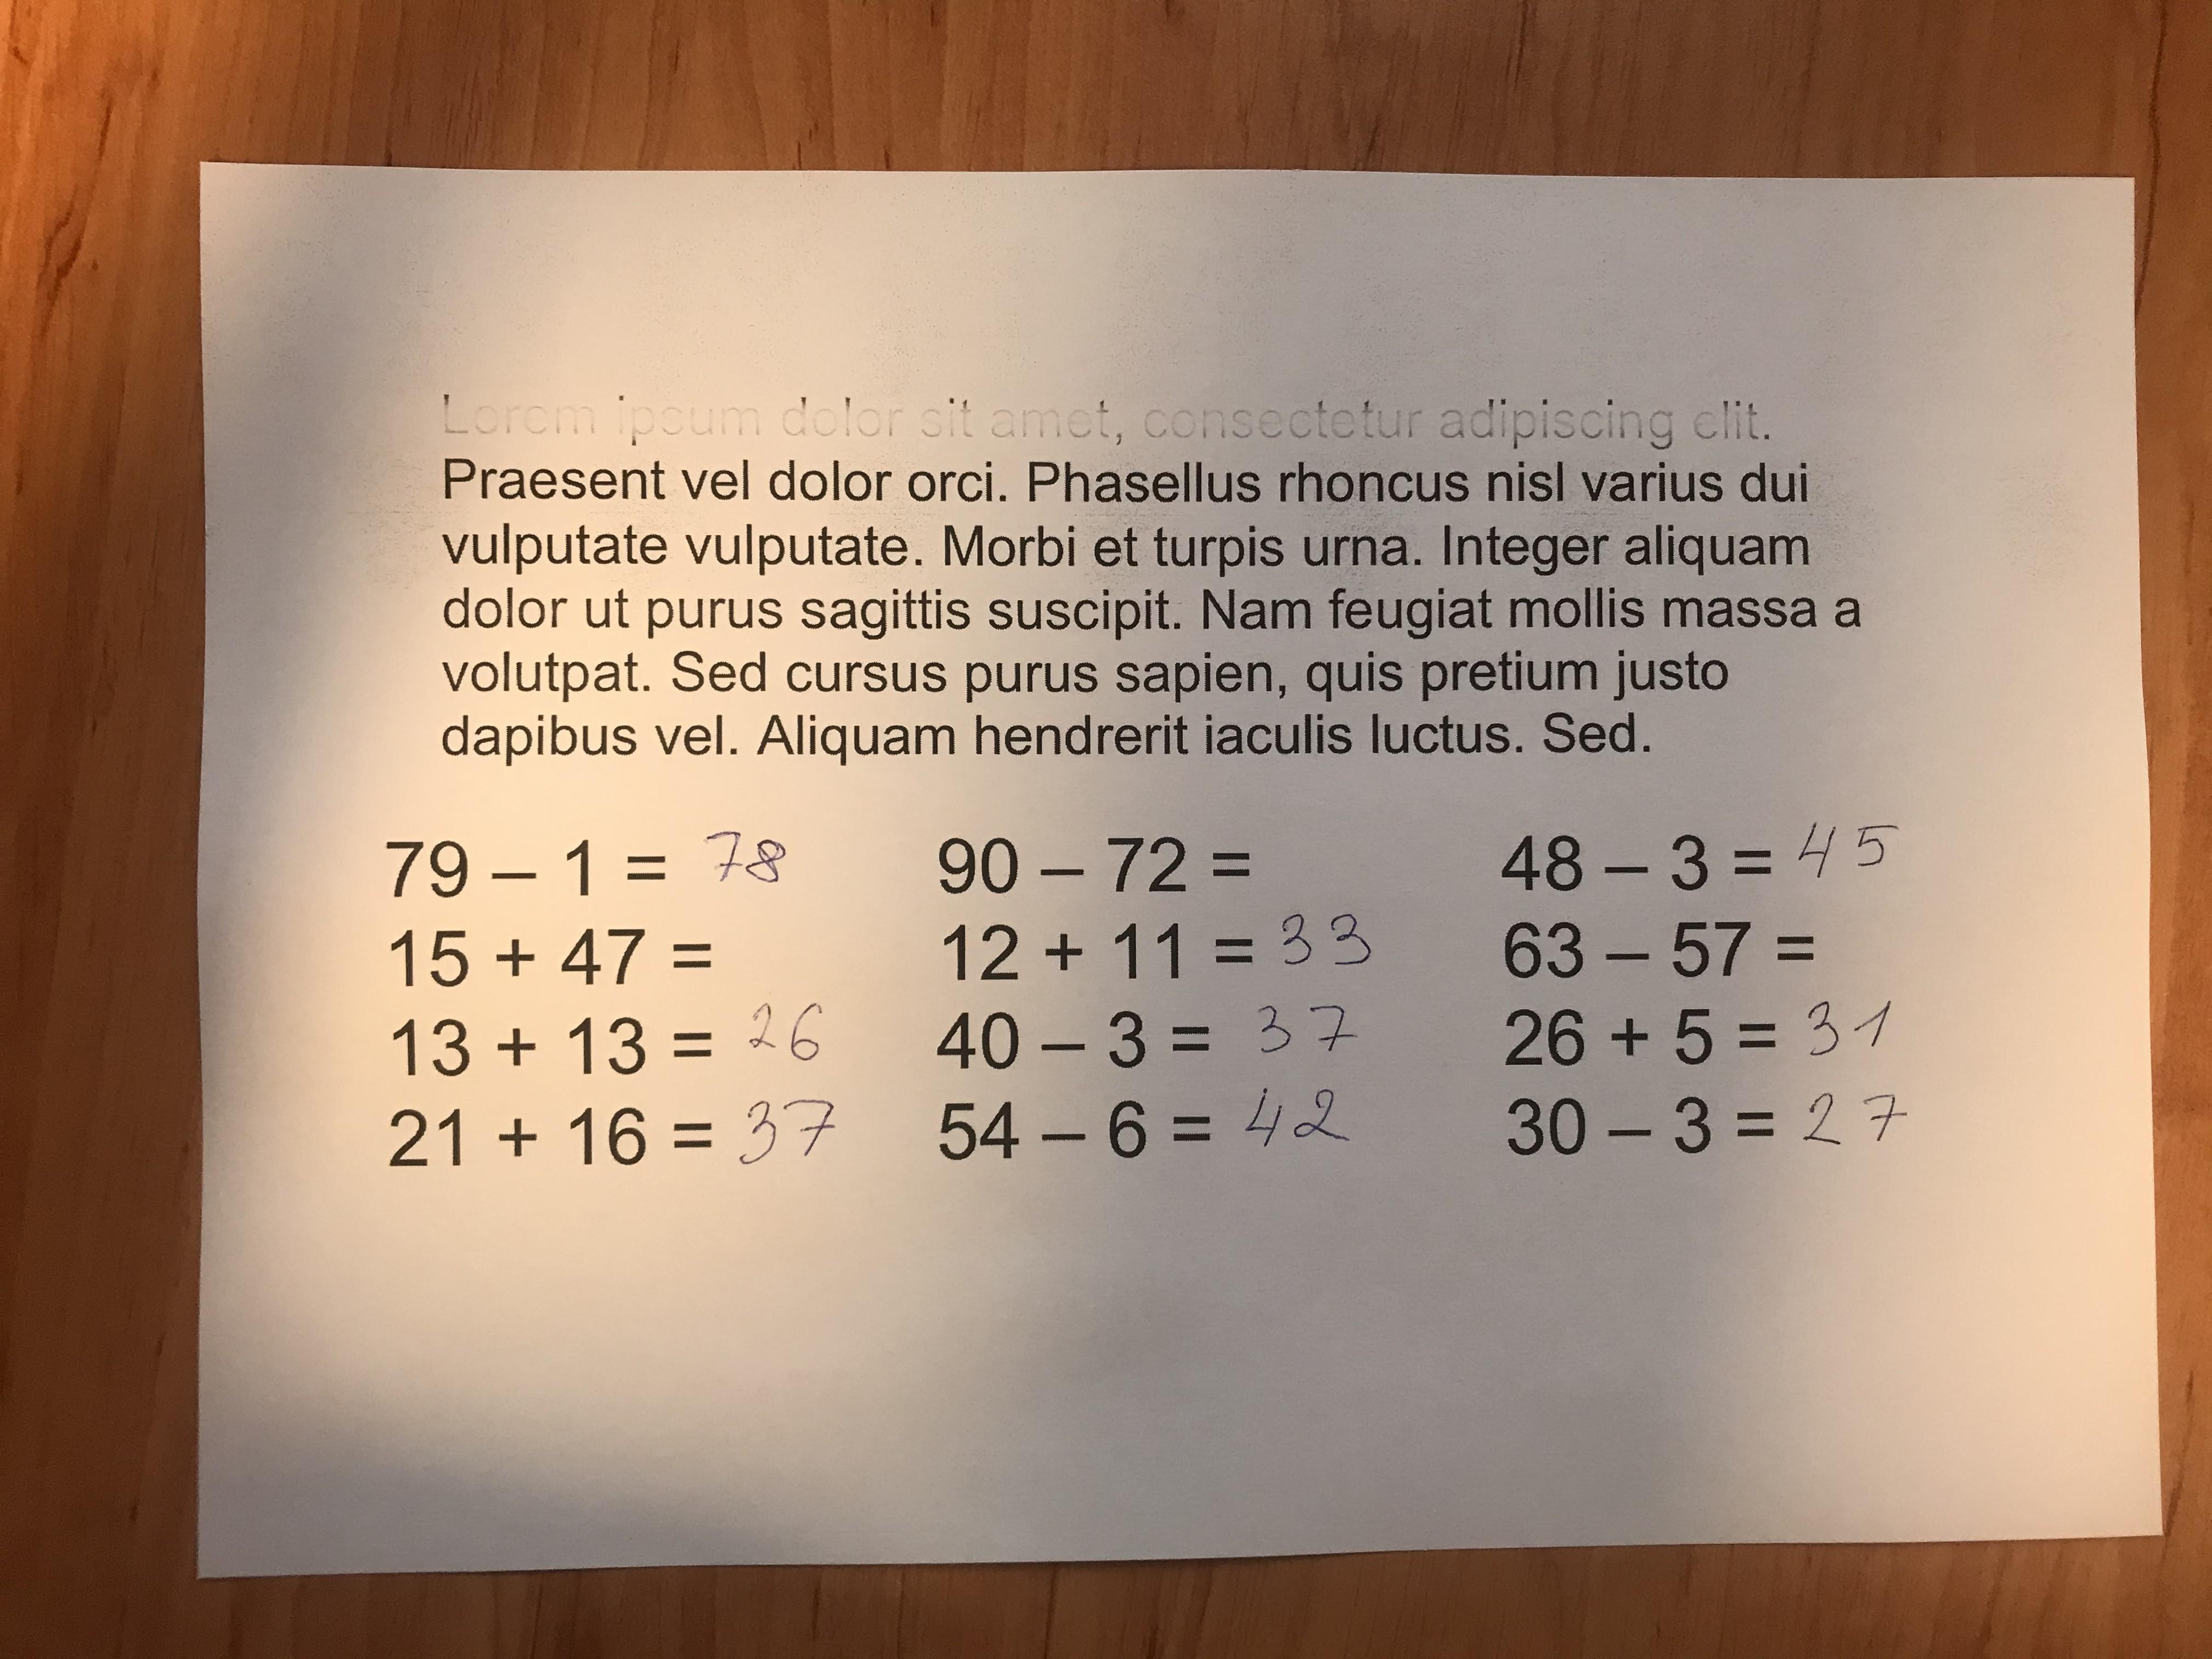 Lorem ipsum dolor sit amet, consectetur adipiscing elit.
Praesent vel dolor orci. Phasellus rhoncus nisl varius dui
vulputate vulputate. Morbi et turpis urna. Integer aliquam
dolor ut purus sagittis suscipit. Nam feugiat mollis massa a
volutpat. Sed cursus purus sapien, quis pretium justo
dapibus vel. Aliquam hendrerit iaculis luctus. Sed.
79 – 1 = 78
15 + 47 =
13 + 13 = 26
21 + 16 = 37
90 – 72 =
12 + 11 = 33
40 – 3 = 37
54 – 6 = 42
48 – 3 = 45
63 – 57 =
26 + 5 = 31
30 – 3 = 27